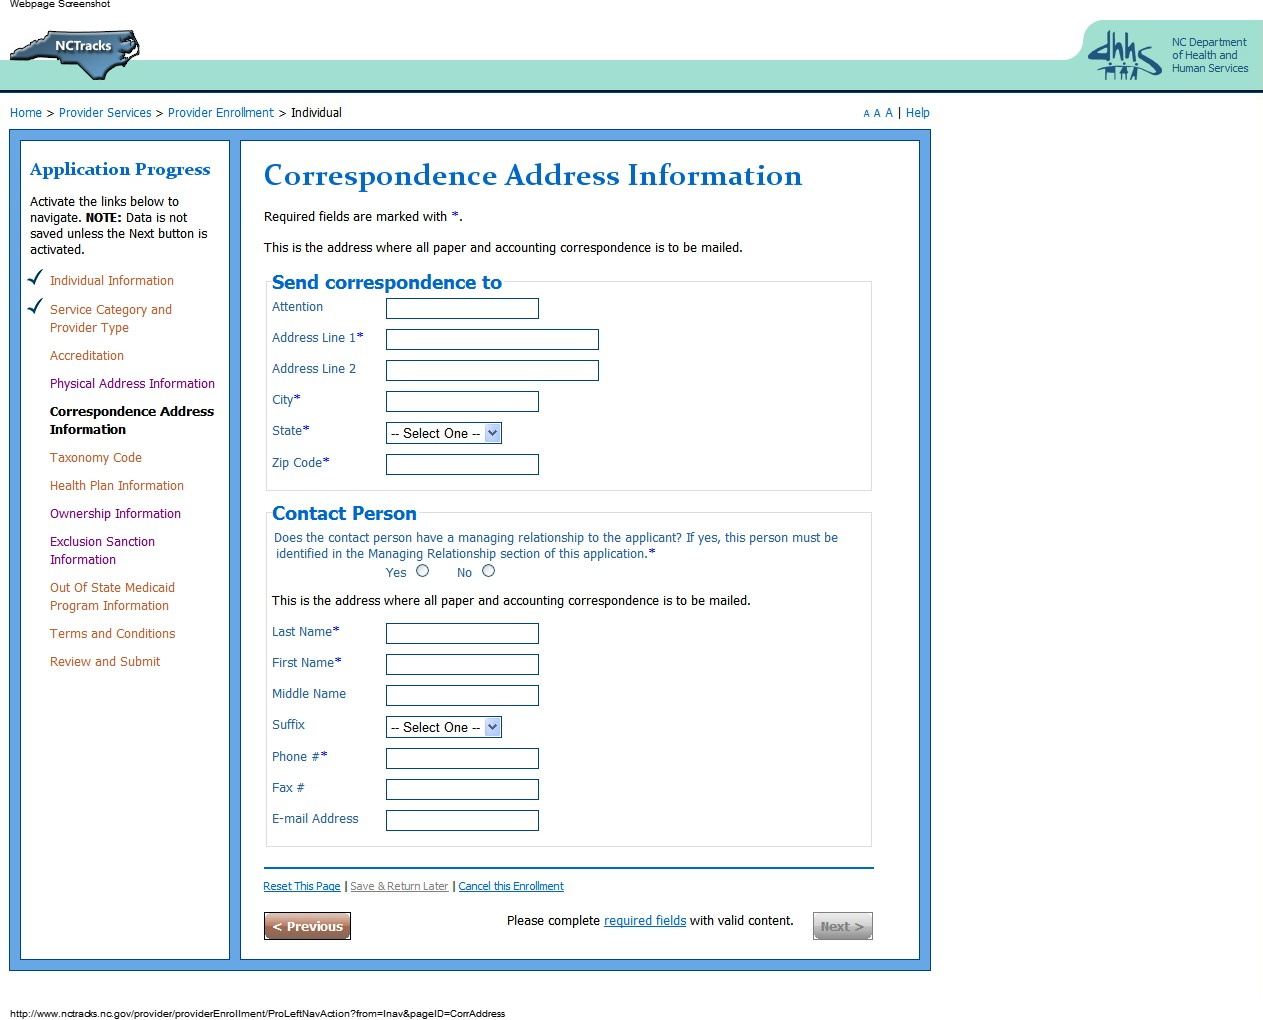 Webpage Screenshot
NCTracks
dhhs
NC Department
of Health and
Human Services
Home > Provider Services > Provider Enrollment > Individual
A A A | Help
Application Progress
Activate the links below to
navigate. NOTE: Data is not
saved unless the Next button is
activated.
Individual Information
Service Category and
Provider Type
Accreditation
Physical Address Information
Correspondence Address
Information
Taxonomy Code
Health Plan Information
Ownership Information
Exclusion Sanction
Information
Out Of State Medicaid
Program Information
Terms and Conditions
Review and Submit
Correspondence Address Information
Required fields are marked with *.
This is the address where all paper and accounting correspondence is to be mailed.
Send correspondence to
Attention
Address Line 1*
Address Line 2
City*
State* -- Select One --
Zip Code*
Contact Person
Does the contact person have a managing relationship to the applicant? If yes, this person must be
identified in the Managing Relationship section of this application.*
Yes No
This is the address where all paper and accounting correspondence is to be mailed.
Last Name*
First Name*
Middle Name
Suffix -- Select One --
Phone #*
Fax #
E-mail Address
Reset This Page | Save & Return Later | Cancel this Enrollment
< Previous Please complete required fields with valid content. Next >
http://www.nctracks.nc.gov/provider/providerEnrollment/ProLeftNavAction?from=lnav&pageID=CorrAddress